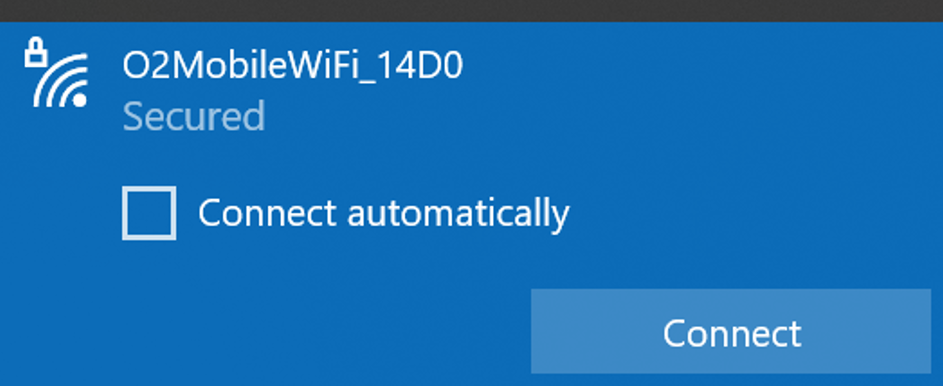 O2MobileWiFi_14D0
Secured
Connect automatically
Connect